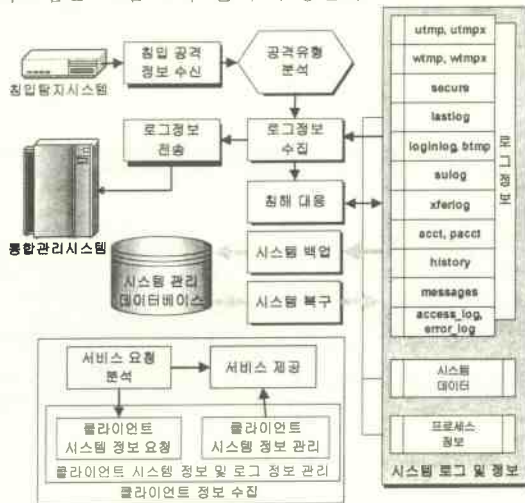 침입 공격
정보 수신
공격유형
분석
침입탐지시스템
로그정보
전송
로그정보
수집
침해 대응
통합관리시스템
시스템 관리
데이터베이스
시스템 백업
시스템 복구
utmp, utmpx
wtmp, wtmpx
secure
lastlog
loginlog, btmp
sulog
xferlog
acct, pacct
history
messages
access_log,
error_log
로그정보
시스템
데이터
프로세스
정보
시스템 로그 및 정보
서비스 요청
분석
서비스 제공
클라이언트
시스템 정보 요청
클라이언트
시스템 정보 관리
클라이언트 시스템 정보 및 로그 정보 관리
클라이언트 정보 수집